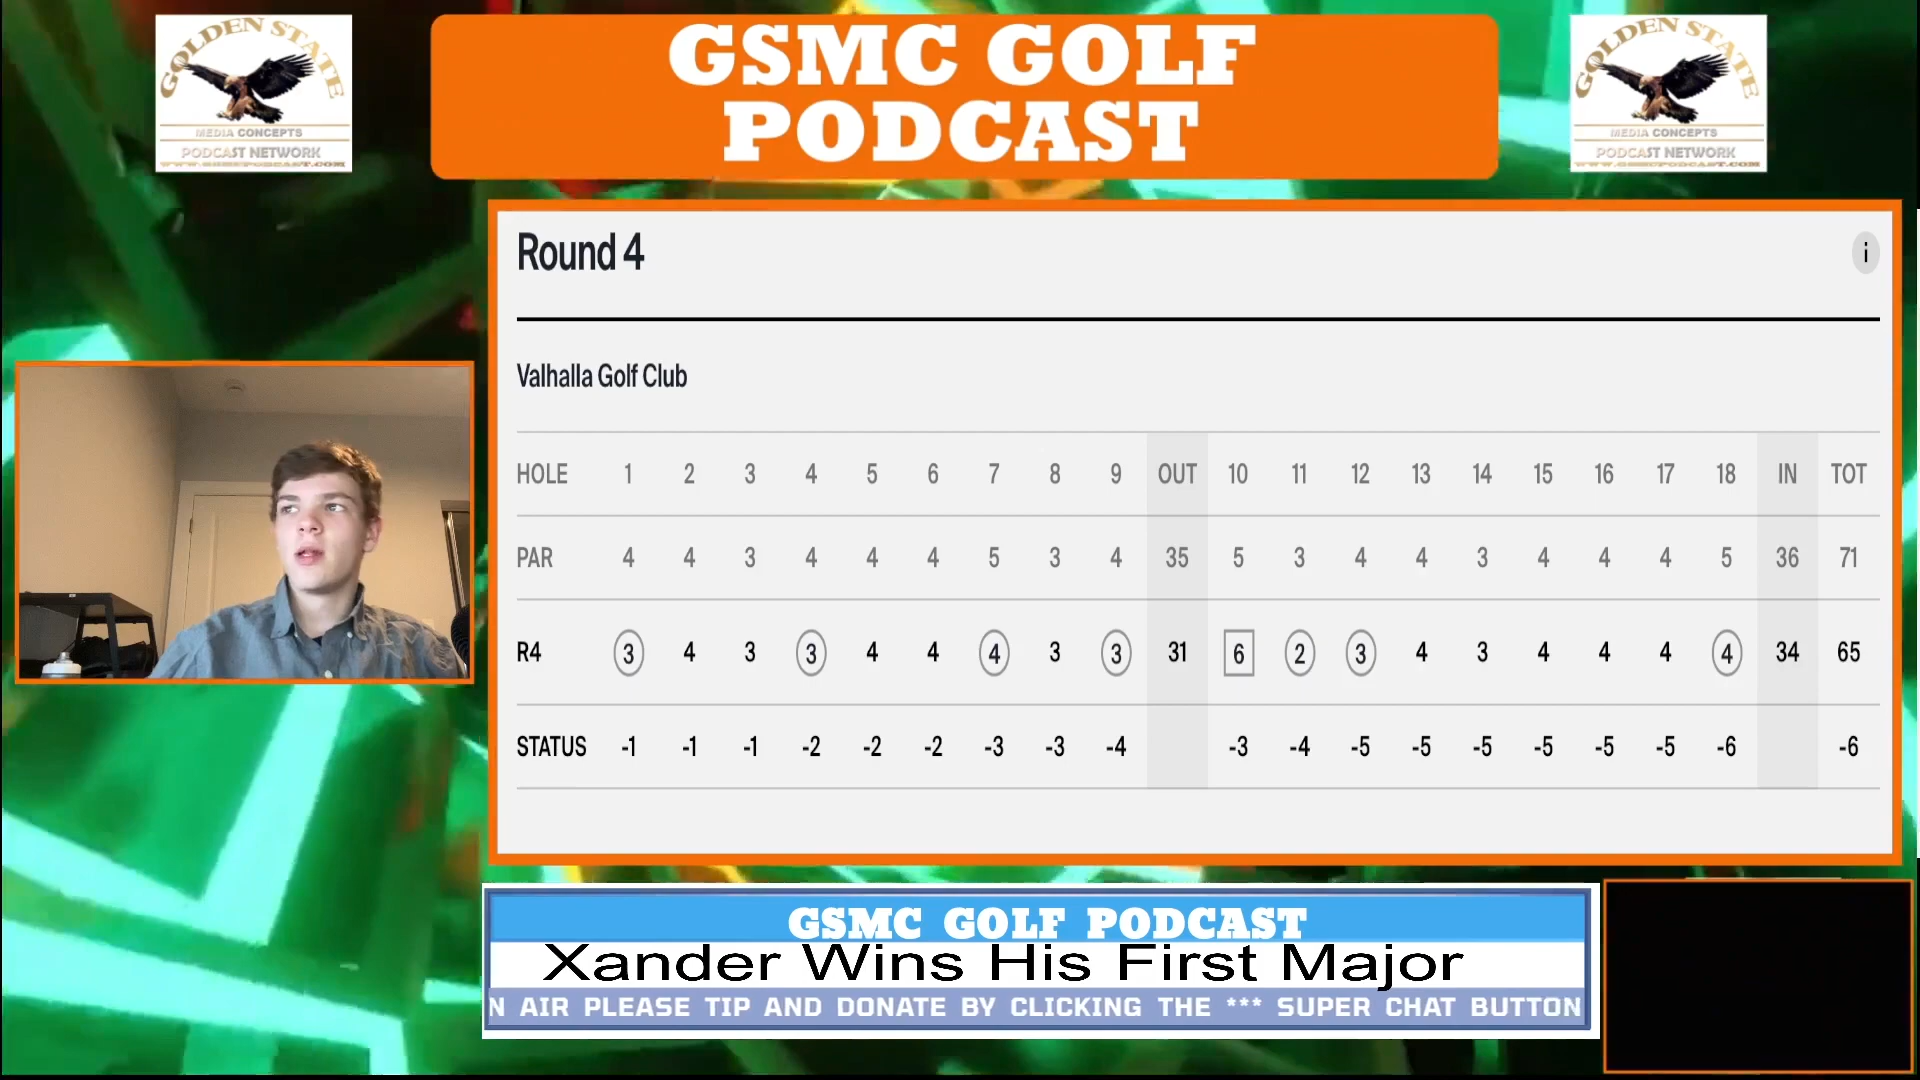 GOLDEN STATE
MEDIA CONCEPTS
PODCAST NETWORK
WWW.GSMCPODCAST.COM
GSMC GOLF
PODCAST
GOLDEN STATE
MEDIA CONCEPTS
PODCAST NETWORK
WWW.GSMCPODCAST.COM
Round 4
i
Valhalla Golf Club
HOLE 1 2 3 4 5 6 7 8 9 OUT 10 11 12 13 14 15 16 17 18 IN TOT
PAR 4 4 3 4 4 4 5 3 4 35 5 3 4 4 3 4 4 4 5 36 71
R4 3 4 3 3 4 4 4 3 3 31 6 2 3 4 3 4 4 4 4 34 65
STATUS -1 -1 -1 -2 -2 -2 -3 -3 -4 -3 -4 -5 -5 -5 -5 -5 -5 -6 -6
GSMC GOLF PODCAST
Xander Wins His First Major
N AIR PLEASE TIP AND DONATE BY CLICKING THE *** SUPER CHAT BUTTON